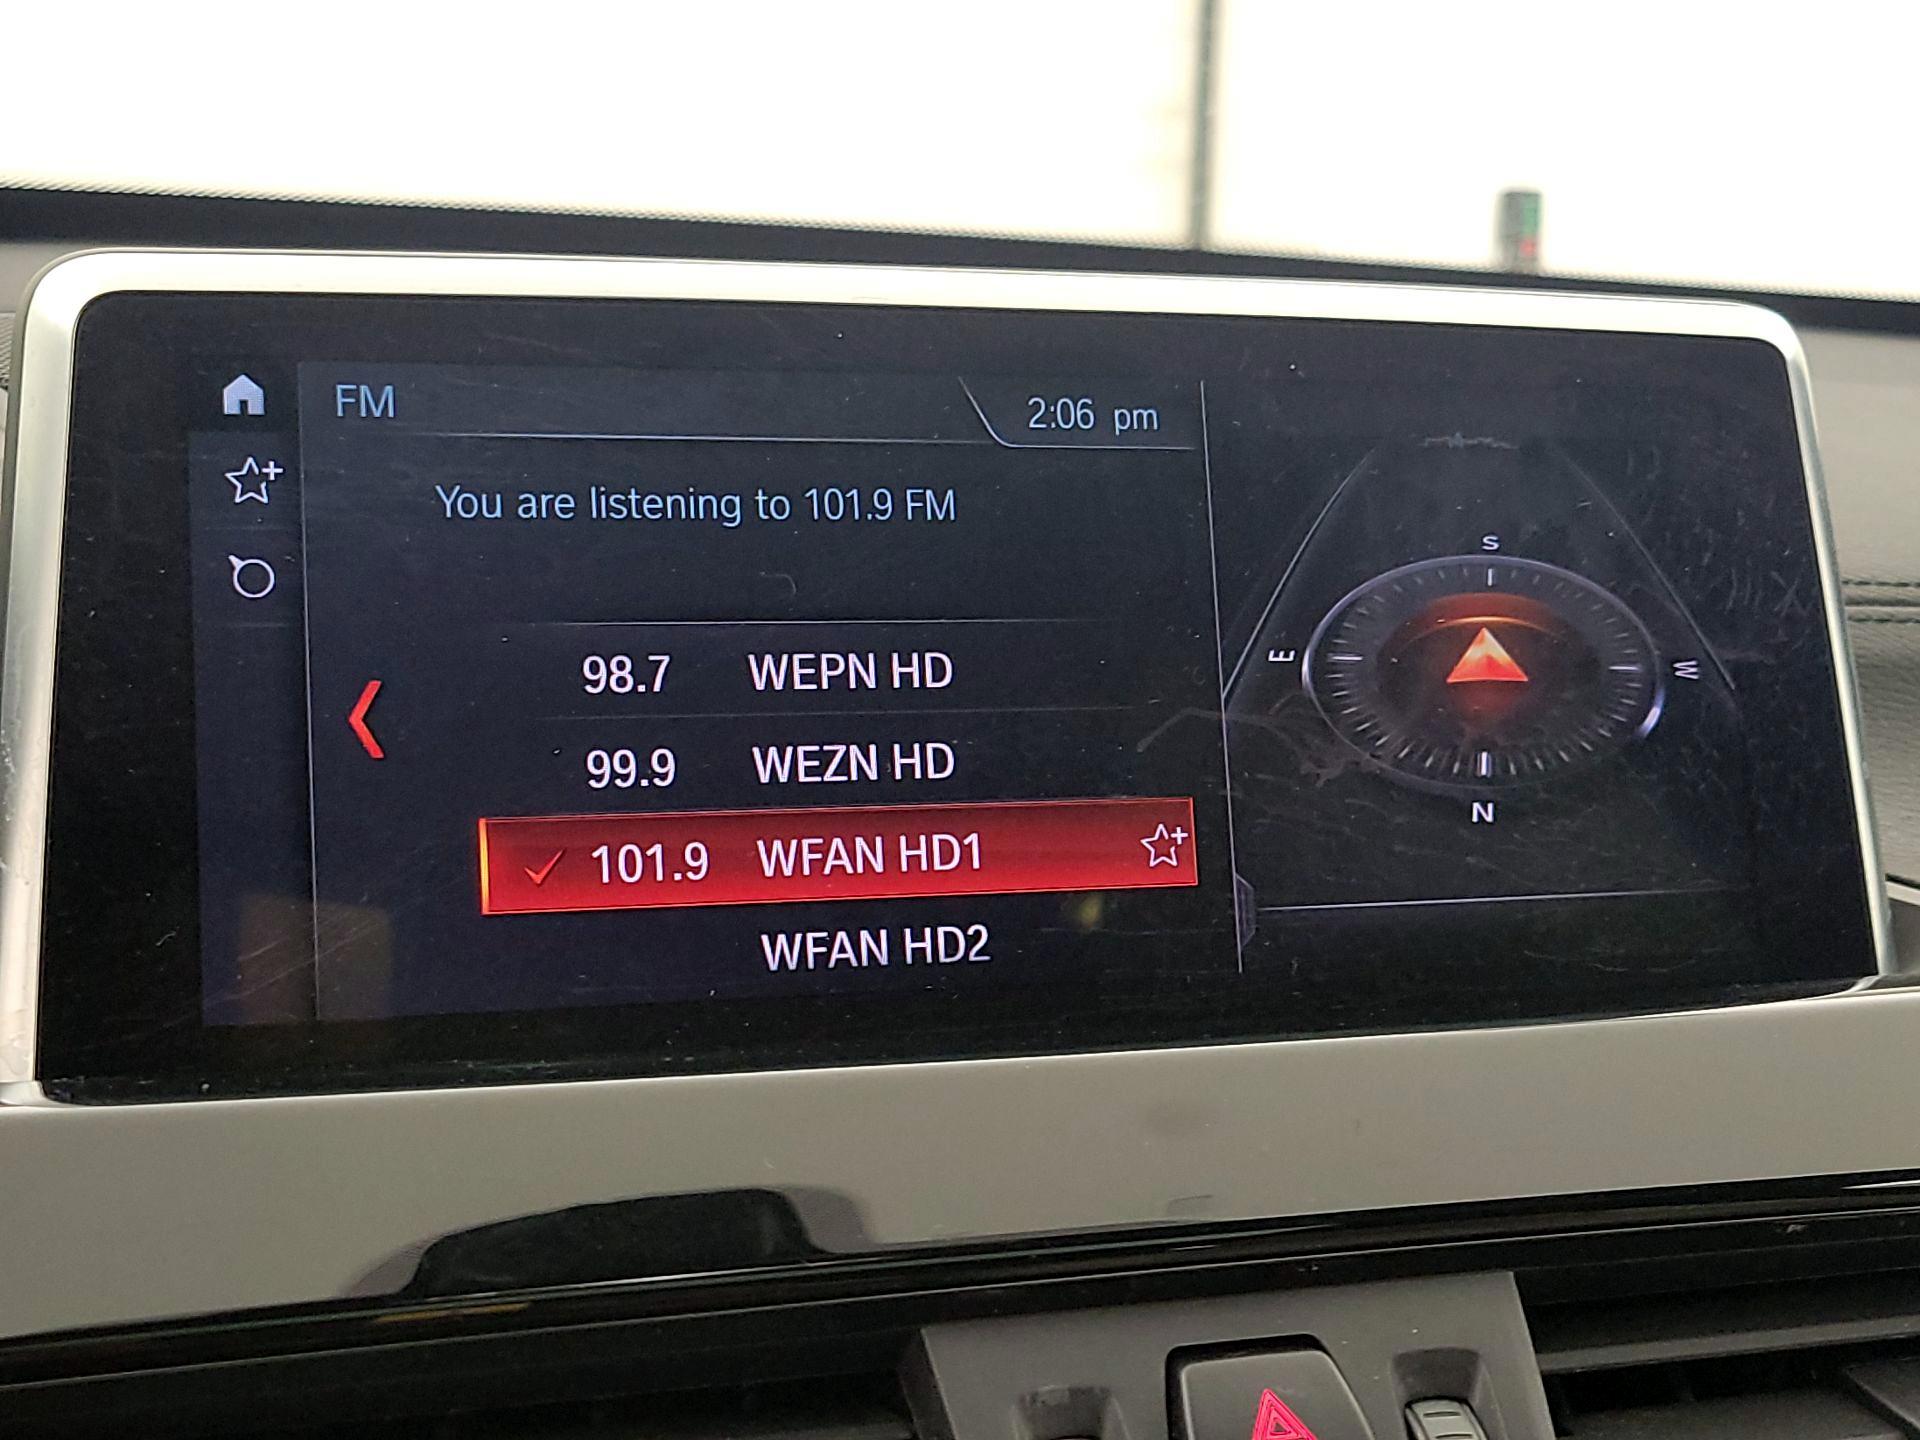 FM
2:06 pm
You are listening to 101.9 FM
98.7 WEPN HD
99.9 WEZN HD
101.9 WFAN HD1
WFAN HD2
S
E
W
N